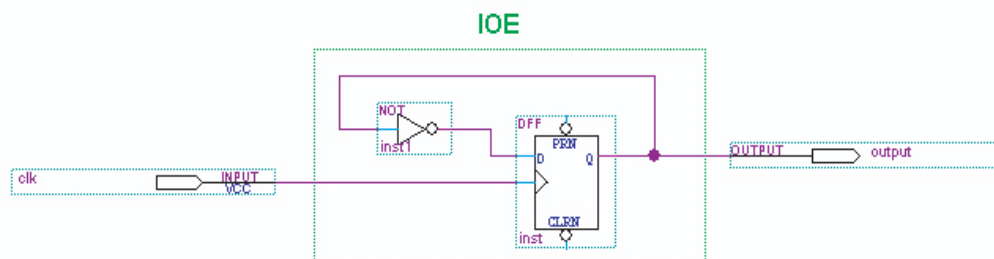 IOE
NOT
inst1
DFF
PRN
D Q
CLRN
inst
clk
INPUT
VCC
OUTPUT
output